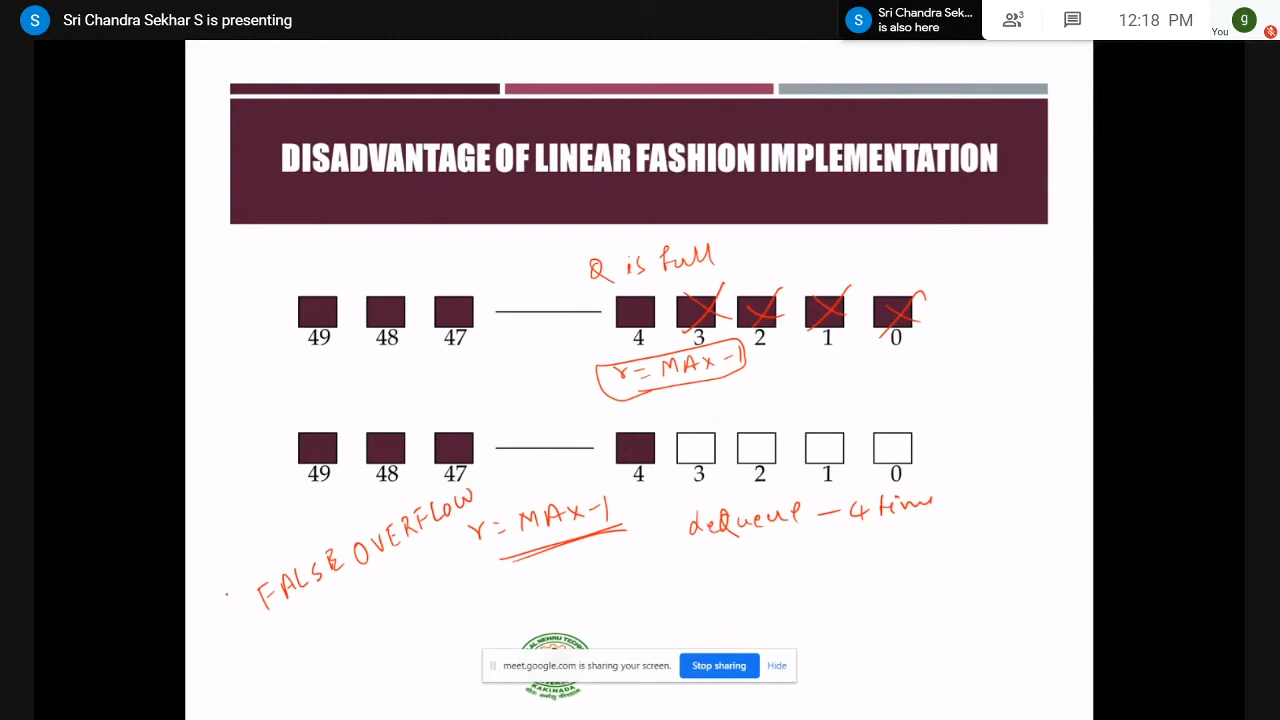 S Sri Chandra Sekhar S is presenting
S Sri Chandra Sek...
is also here
3
12:18 PM
You g
DISADVANTAGE OF LINEAR FASHION IMPLEMENTATION
Q is full
49 48 47 4 3 2 1 0
r = MAX-1
49 48 47 4 3 2 1 0
FALSE OVERFLOW
r = MAX-1
deQueue - 4 time
meet.google.com is sharing your screen. Stop sharing Hide
KAKINADA